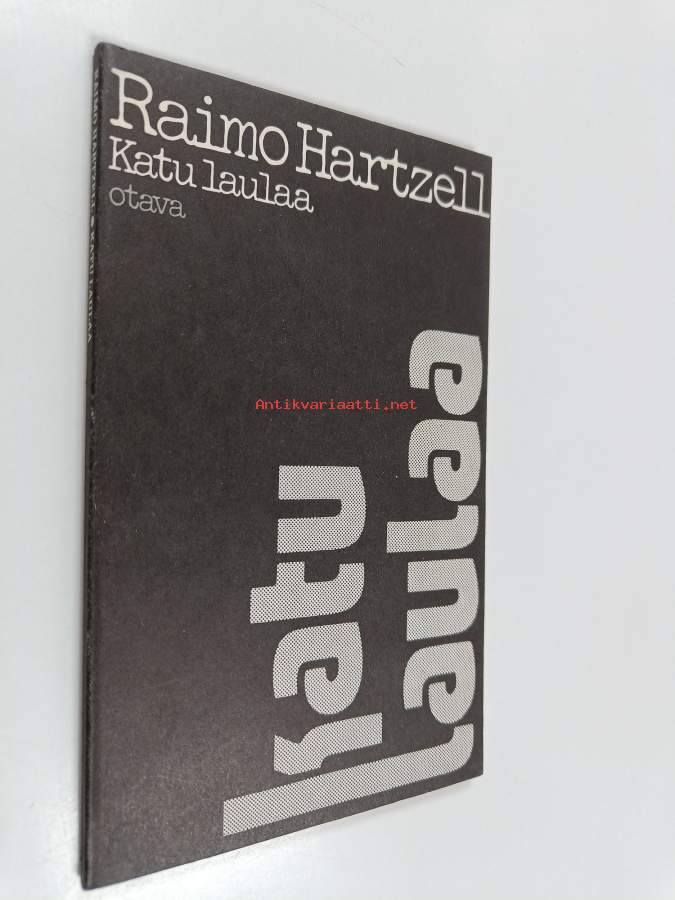 Raimo Hartzell
Katu laulaa
otava
katu
laulaa
Antikvariaatti.net
RAIMO HARTZELL ● KATU LAULAA